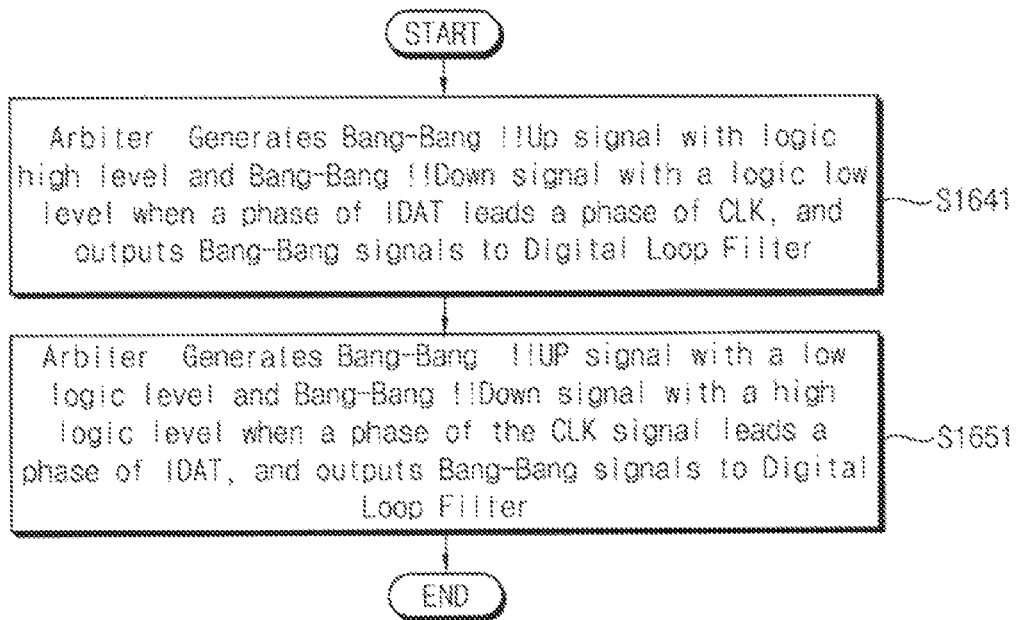 START
Arbiter Generates Bang-Bang !!Up signal with logic
high level and Bang-Bang !!Down signal with a logic low
level when a phase of IDAT leads a phase of CLK, and
outputs Bang-Bang signals to Digital Loop Filter
S1641
Arbiter Generates Bang-Bang !!UP signal with a low
logic level and Bang-Bang !!Down signal with a high
logic level when a phase of the CLK signal leads a
phase of IDAT, and outputs Bang-Bang signals to Digital
Loop Filter
S1651
END